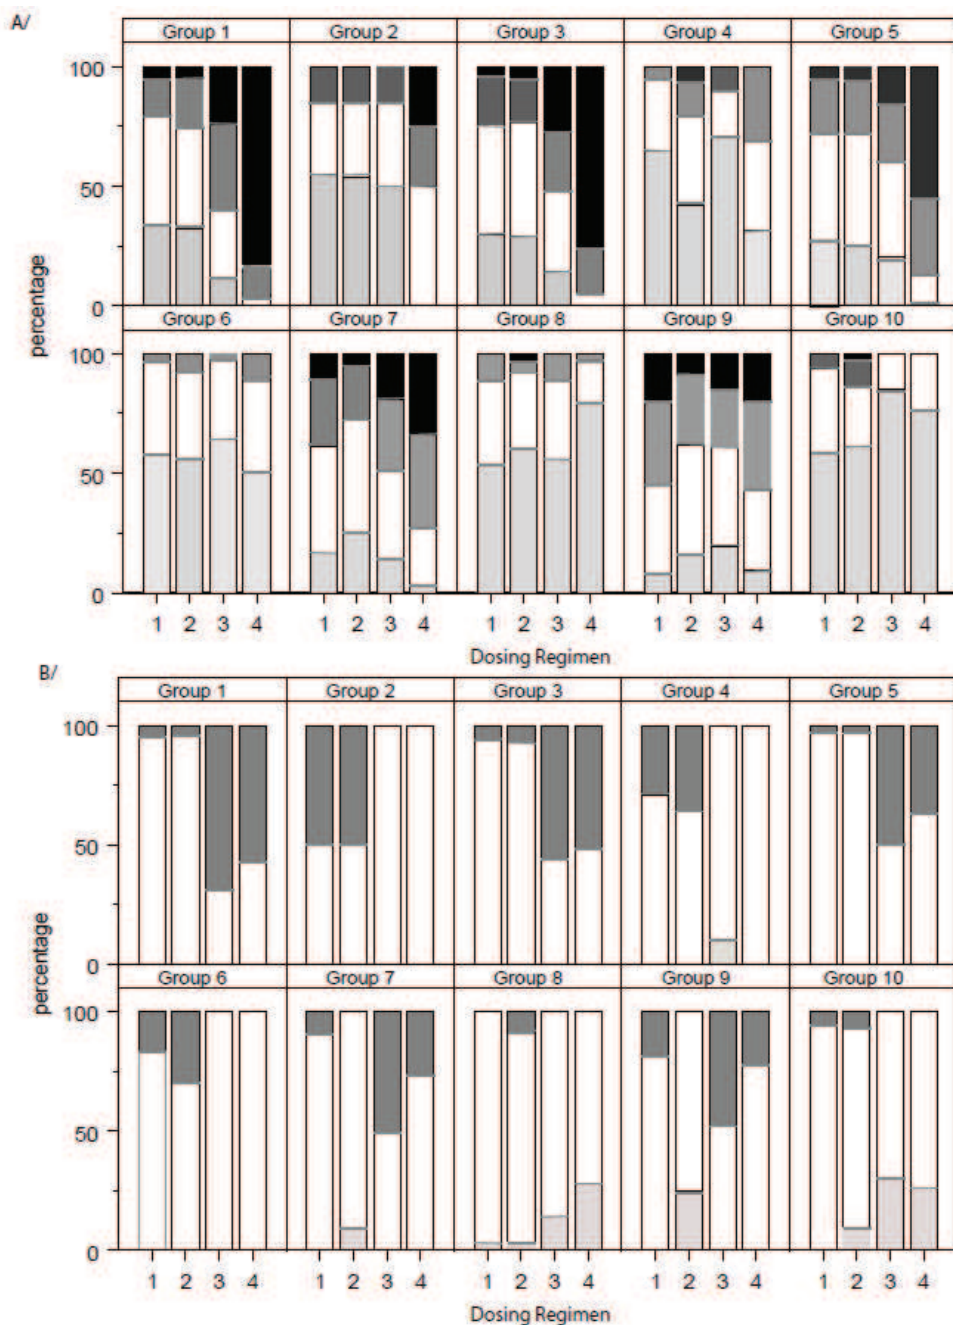 A/
Group 1 Group 2 Group 3 Group 4 Group 5
100
50
0
percentage
Group 6 Group 7 Group 8 Group 9 Group 10
100
50
0
1 2 3 4 1 2 3 4 1 2 3 4 1 2 3 4 1 2 3 4
Dosing Regimen
B/
Group 1 Group 2 Group 3 Group 4 Group 5
100
50
0
percentage
Group 6 Group 7 Group 8 Group 9 Group 10
100
50
0
1 2 3 4 1 2 3 4 1 2 3 4 1 2 3 4 1 2 3 4
Dosing Regimen